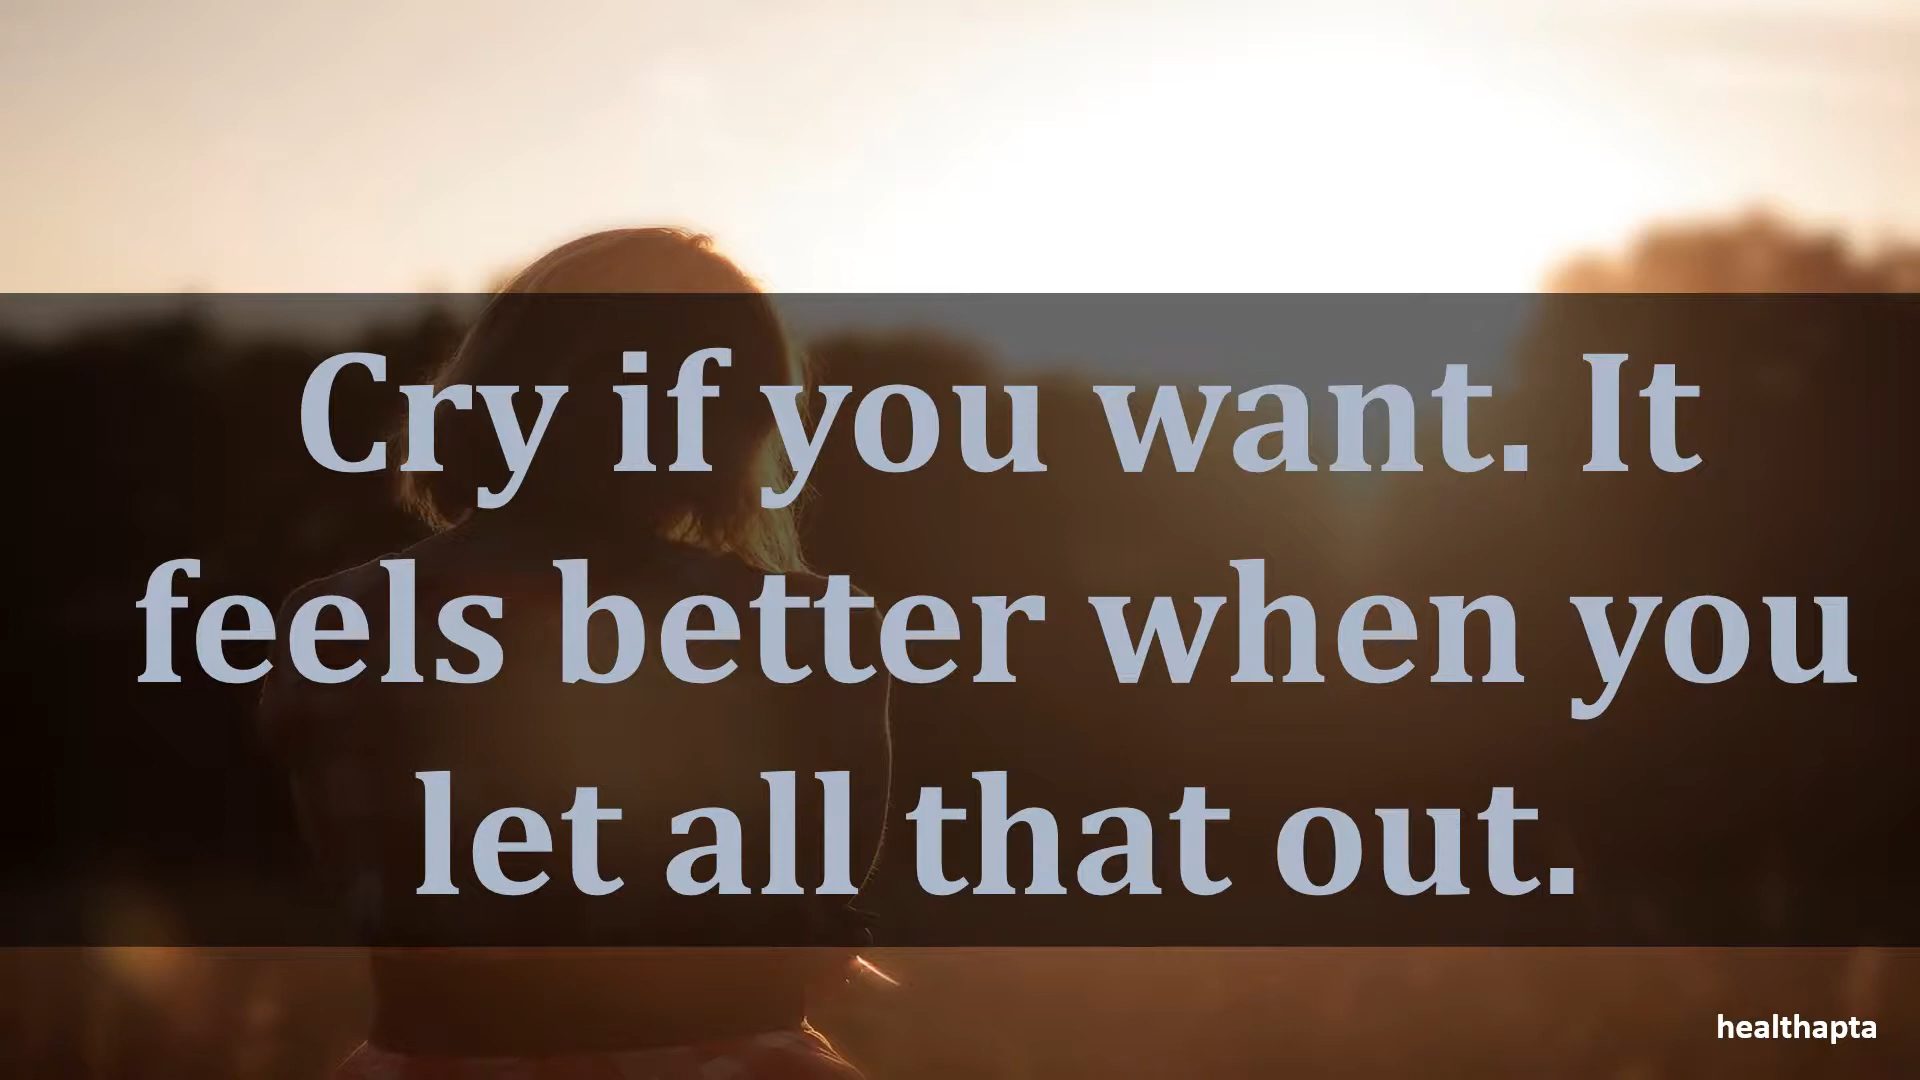 Cry if you want. It
feels better when you
let all that out.
healthapta